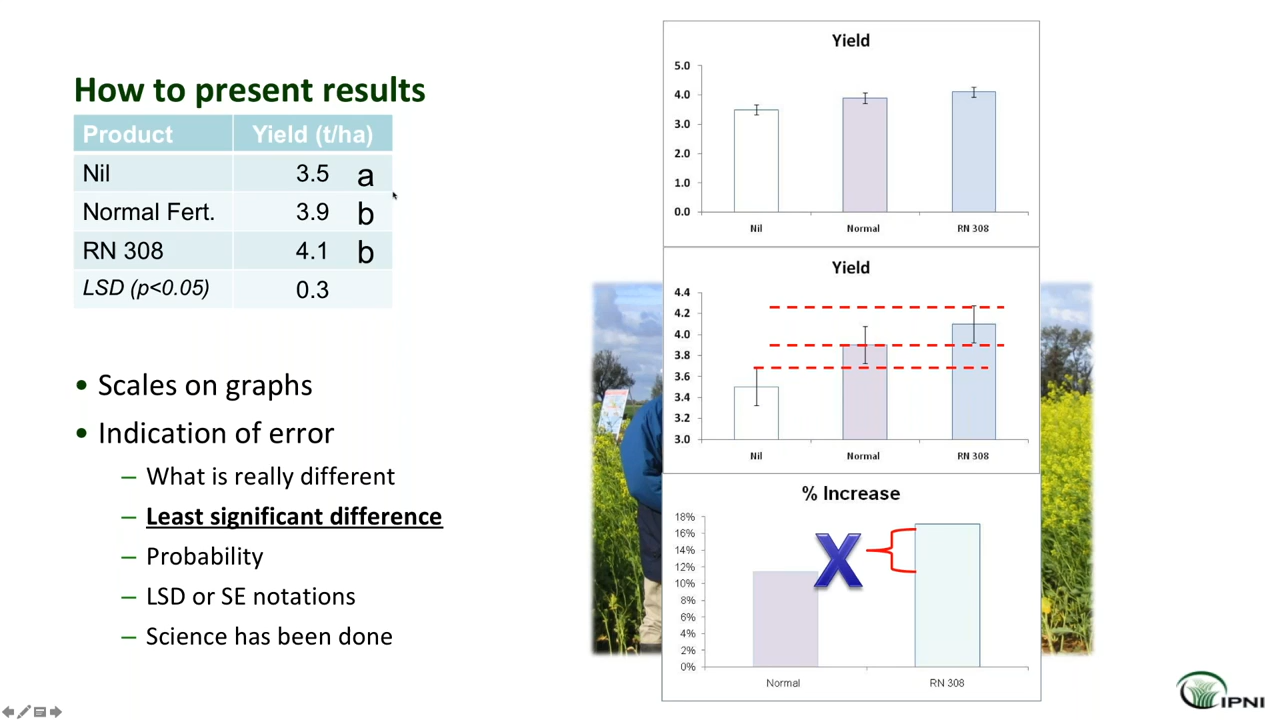 How to present results
Product Yield (t/ha)
Nil 3.5 a
Normal Fert. 3.9 b
RN 308 4.1 b
LSD (p<0.05) 0.3
• Scales on graphs
• Indication of error
– What is really different
– Least significant difference
– Probability
– LSD or SE notations
– Science has been done
Yield
5.0
4.0
3.0
2.0
1.0
0.0
Nil Normal RN 308
Yield
4.4
4.2
4.0
3.8
3.6
3.4
3.2
3.0
Nil Normal RN 308
% Increase
18%
16%
14%
12%
10%
8%
6%
4%
2%
0%
X
Normal RN 308
IPNI